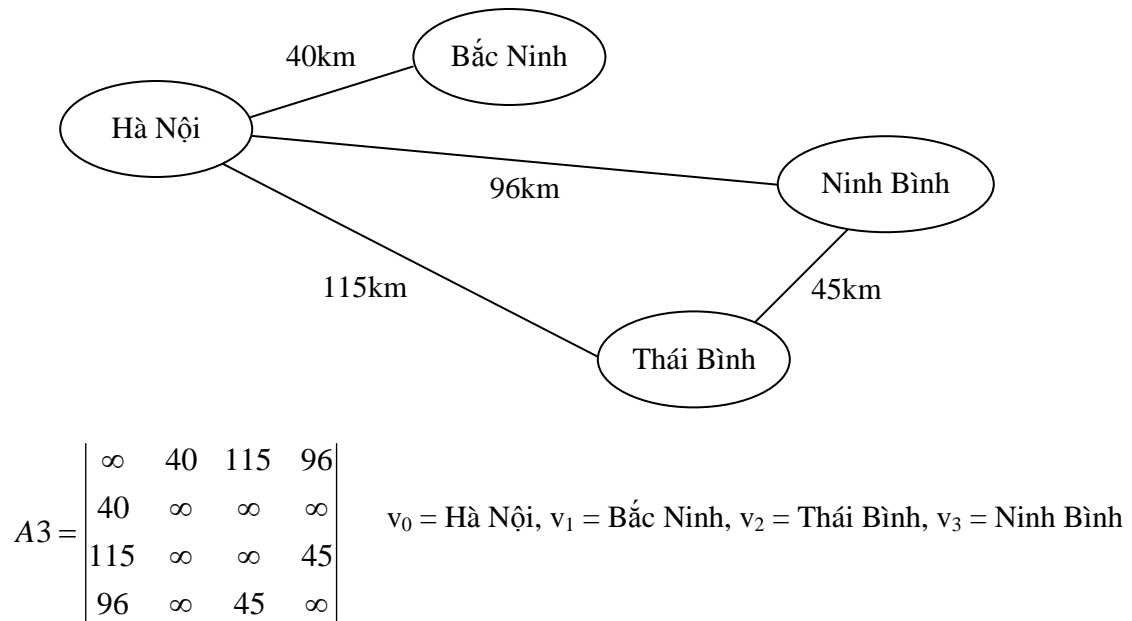 40km
Bắc Ninh
Hà Nội
96km
Ninh Bình
115km
45km
Thái Bình
A3 =
∞ 40 115 96
40 ∞ ∞ ∞
115 ∞ ∞ 45
96 ∞ 45 ∞
v₀ = Hà Nội, v₁ = Bắc Ninh, v₂ = Thái Bình, v₃ = Ninh Bình